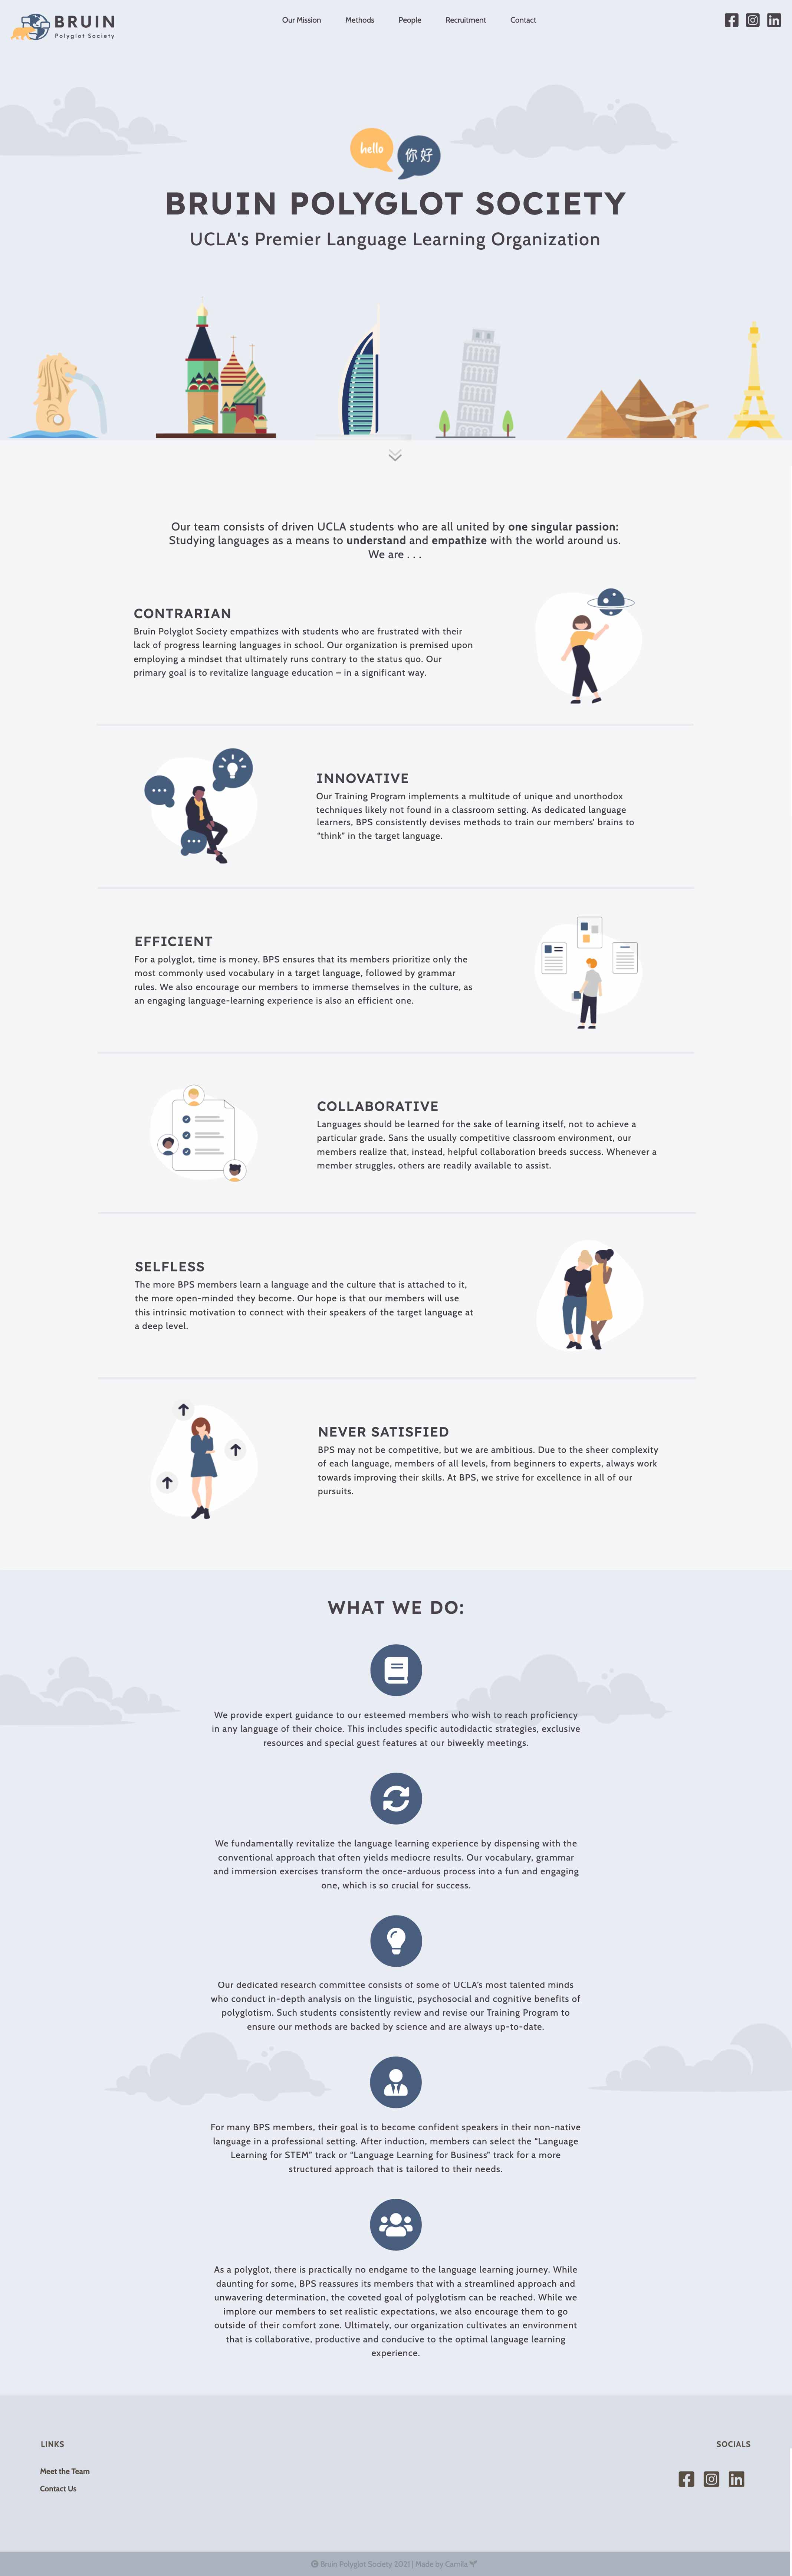 BRUIN
Polyglot Society
Our Mission
Methods
People
Recruitment
Contact
hello
你好
BRUIN POLYGLOT SOCIETY
UCLA's Premier Language Learning Organization
Our team consists of driven UCLA students who are all united by one singular passion:
Studying languages as a means to understand and empathize with the world around us.
We are . . .
CONTRARIAN
Bruin Polyglot Society empathizes with students who are frustrated with their
lack of progress learning languages in school. Our organization is premised upon
employing a mindset that ultimately runs contrary to the status quo. Our
primary goal is to revitalize language education – in a significant way.
INNOVATIVE
Our Training Program implements a multitude of unique and unorthodox
techniques likely not found in a classroom setting. As dedicated language
learners, BPS consistently devises methods to train our members' brains to
"think" in the target language.
EFFICIENT
For a polyglot, time is money. BPS ensures that its members prioritize only the
most commonly used vocabulary in a target language, followed by grammar
rules. We also encourage our members to immerse themselves in the culture, as
an engaging language-learning experience is also an efficient one.
COLLABORATIVE
Languages should be learned for the sake of learning itself, not to achieve a
particular grade. Sans the usually competitive classroom environment, our
members realize that, instead, helpful collaboration breeds success. Whenever a
member struggles, others are readily available to assist.
SELFLESS
The more BPS members learn a language and the culture that is attached to it,
the more open-minded they become. Our hope is that our members will use
this intrinsic motivation to connect with their speakers of the target language at
a deep level.
NEVER SATISFIED
BPS may not be competitive, but we are ambitious. Due to the sheer complexity
of each language, members of all levels, from beginners to experts, always work
towards improving their skills. At BPS, we strive for excellence in all of our
pursuits.
WHAT WE DO:
We provide expert guidance to our esteemed members who wish to reach proficiency
in any language of their choice. This includes specific autodidactic strategies, exclusive
resources and special guest features at our biweekly meetings.
We fundamentally revitalize the language learning experience by dispensing with the
conventional approach that often yields mediocre results. Our vocabulary, grammar
and immersion exercises transform the once-arduous process into a fun and engaging
one, which is so crucial for success.
Our dedicated research committee consists of some of UCLA's most talented minds
who conduct in-depth analysis on the linguistic, psychosocial and cognitive benefits of
polyglotism. Such students consistently review and revise our Training Program to
ensure our methods are backed by science and are always up-to-date.
For many BPS members, their goal is to become confident speakers in their non-native
language in a professional setting. After induction, members can select the "Language
Learning for STEM" track or "Language Learning for Business" track for a more
structured approach that is tailored to their needs.
As a polyglot, there is practically no endgame to the language learning journey. While
daunting for some, BPS reassures its members that with a streamlined approach and
unwavering determination, the coveted goal of polyglotism can be reached. While we
implore our members to set realistic expectations, we also encourage them to go
outside of their comfort zone. Ultimately, our organization cultivates an environment
that is collaborative, productive and conducive to the optimal language learning
experience.
LINKS
SOCIALS
Meet the Team
Contact Us
© Bruin Polyglot Society 2021 | Made by Camilla